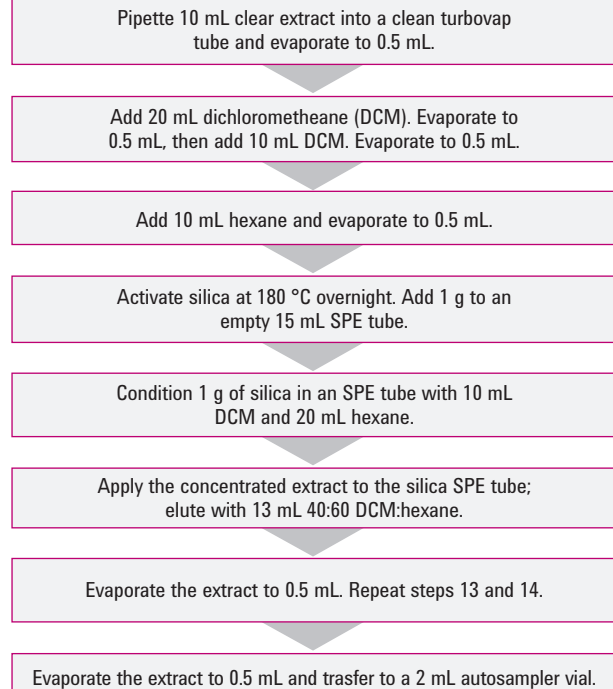 Pipette 10 mL clear extract into a clean turbovap
tube and evaporate to 0.5 mL.
Add 20 mL dichlorometheane (DCM). Evaporate to
0.5 mL, then add 10 mL DCM. Evaporate to 0.5 mL.
Add 10 mL hexane and evaporate to 0.5 mL.
Activate silica at 180 °C overnight. Add 1 g to an
empty 15 mL SPE tube.
Condition 1 g of silica in an SPE tube with 10 mL
DCM and 20 mL hexane.
Apply the concentrated extract to the silica SPE tube;
elute with 13 mL 40:60 DCM:hexane.
Evaporate the extract to 0.5 mL. Repeat steps 13 and 14.
Evaporate the extract to 0.5 mL and trasfer to a 2 mL autosampler vial.